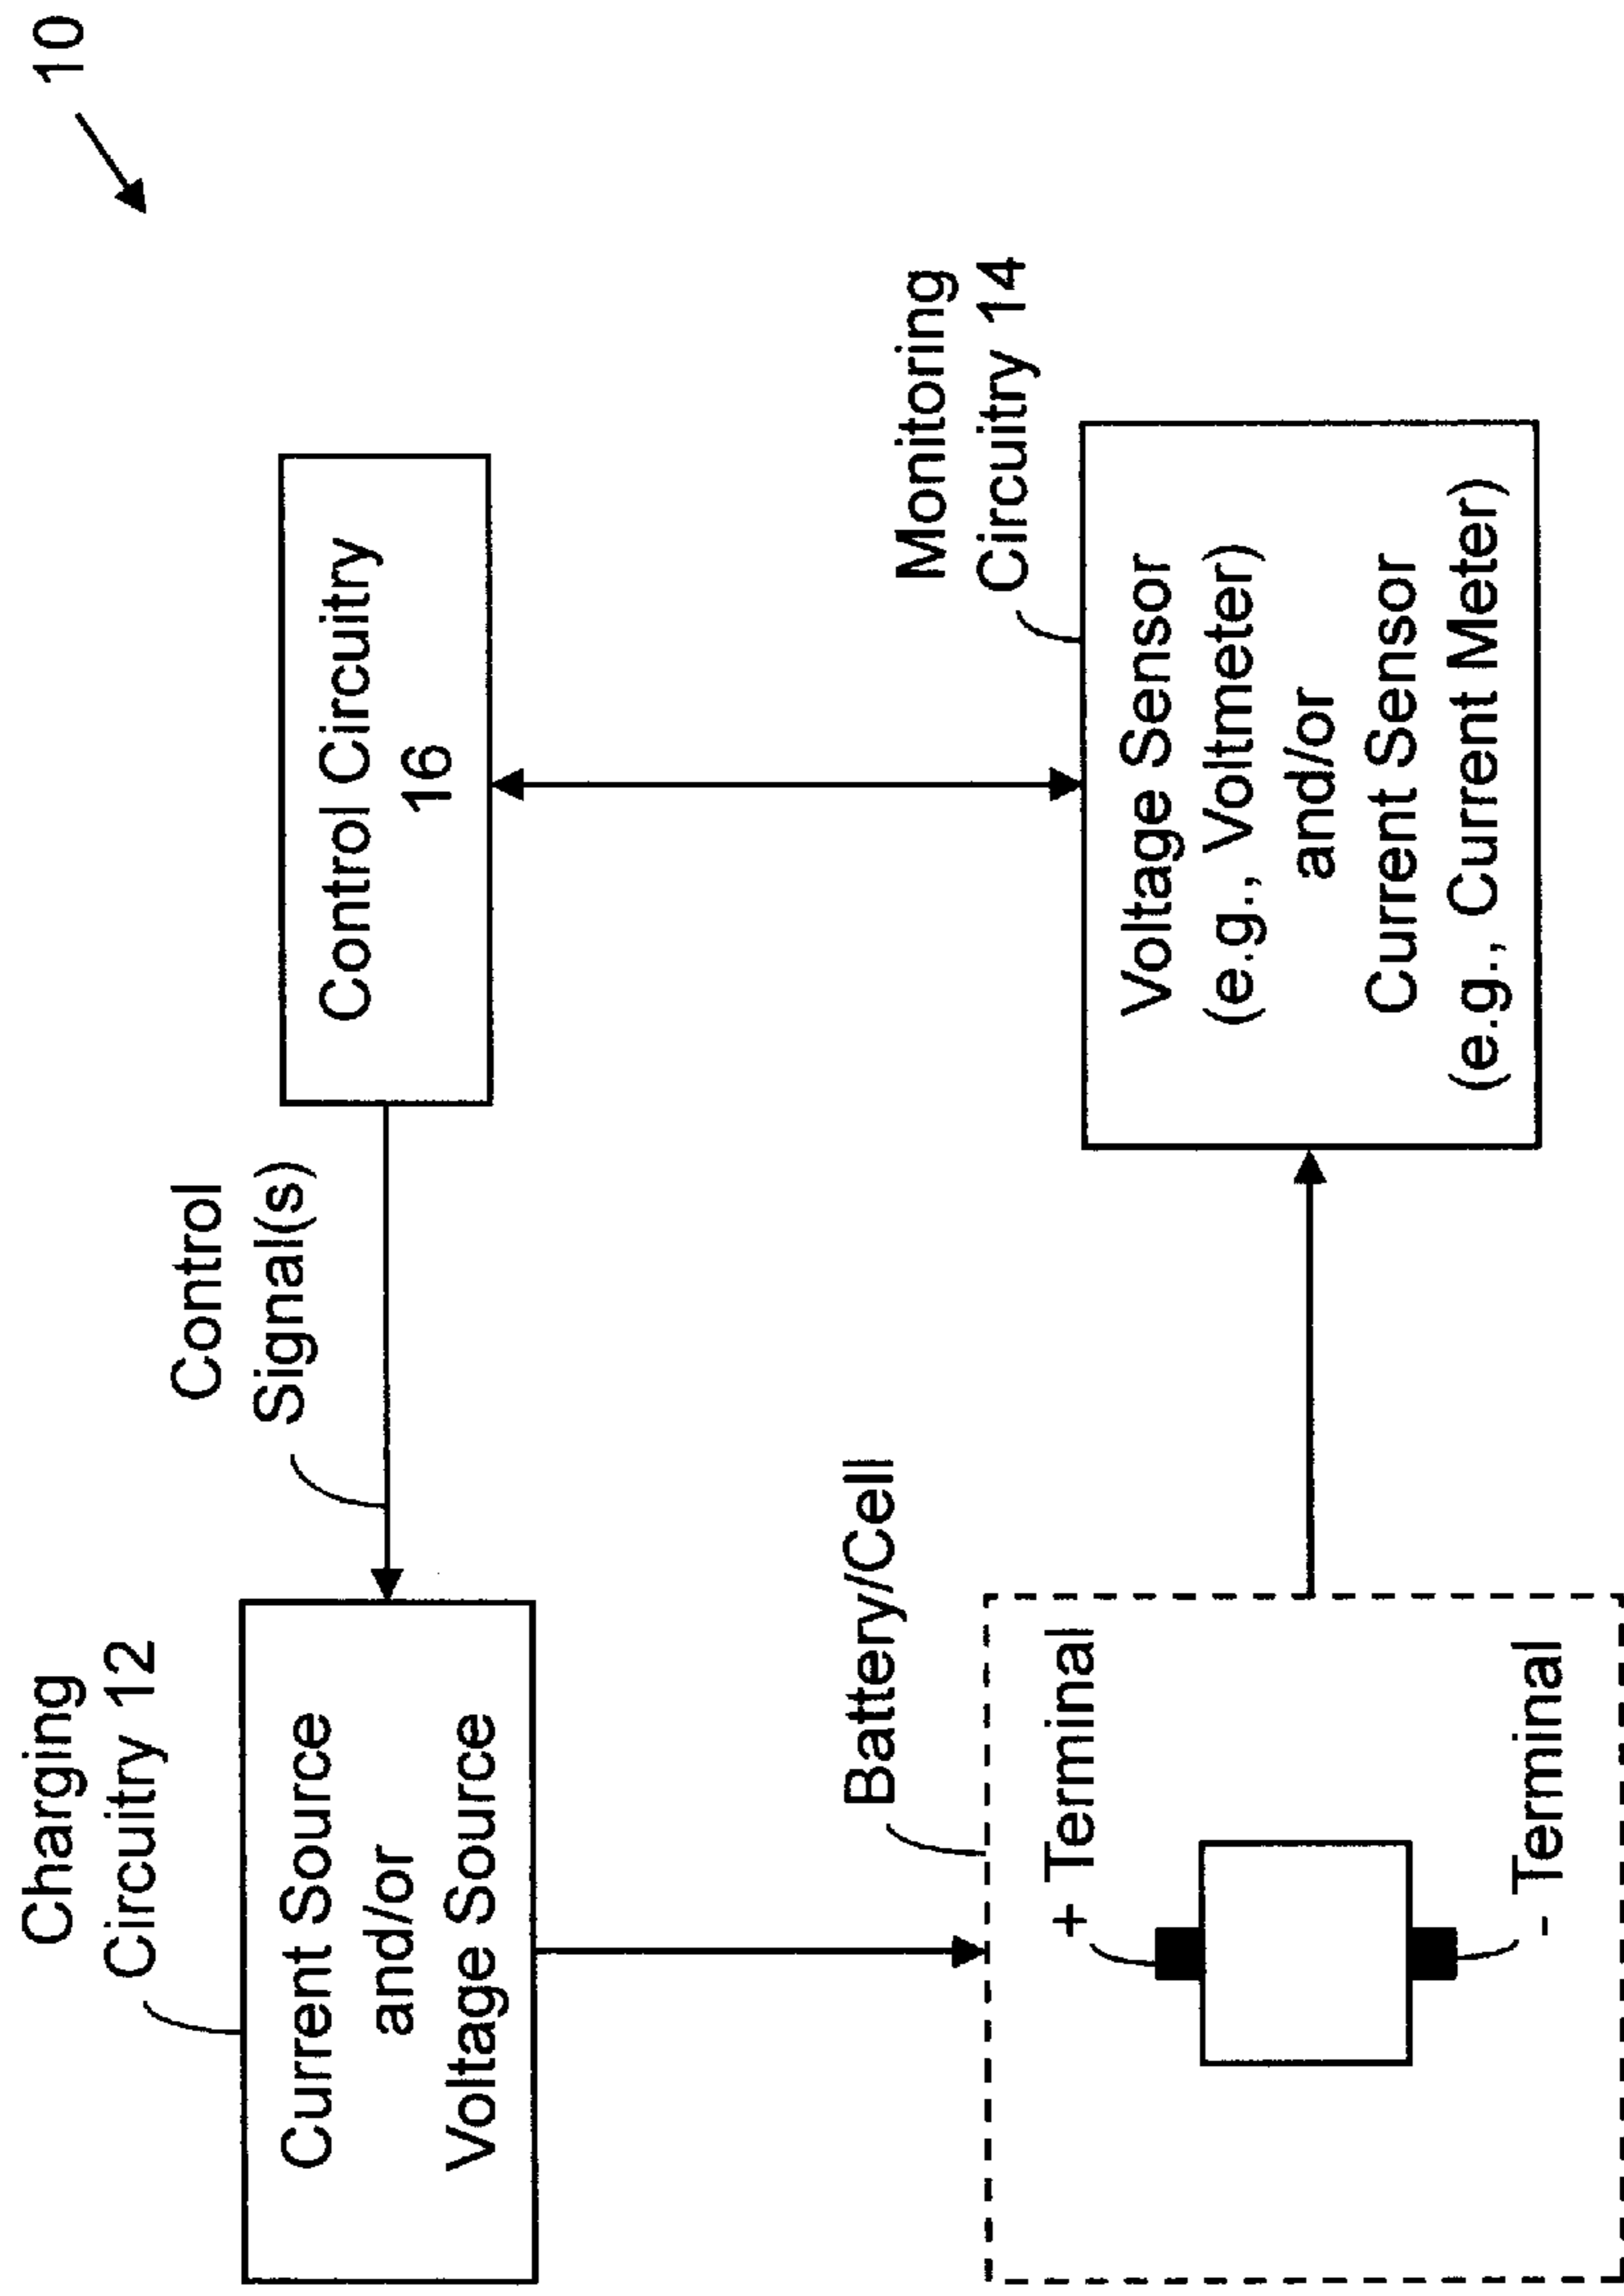 10
Charging
Circuitry 12
Current Source
and/or
Voltage Source
Control
Signal(s)
Control Circuitry
16
Battery/Cell
+ Terminal
- Terminal
Monitoring
Circuitry 14
Voltage Sensor
(e.g., Voltmeter)
and/or
Current Sensor
(e.g., Current Meter)